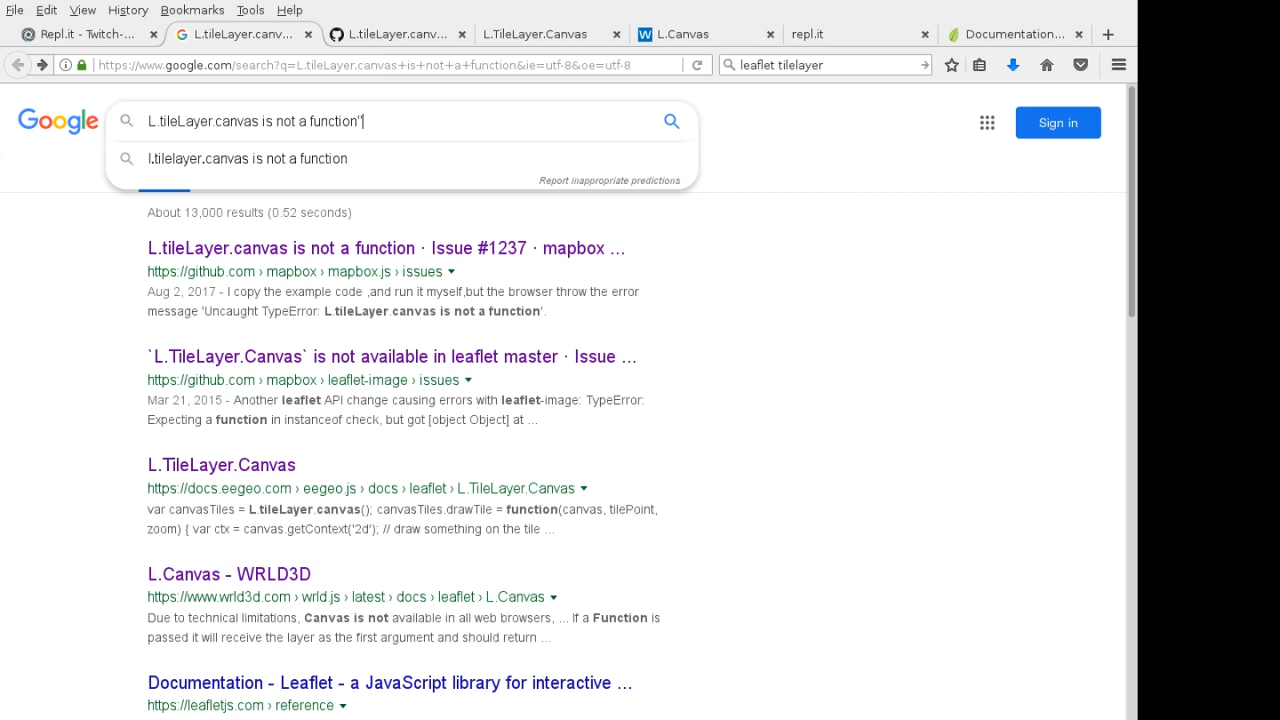 File Edit View History Bookmarks Tools Help
Repl.it - Twitch-... × L.tileLayer.canv... × L.tileLayer.canv... × L.TileLayer.Canvas × L.Canvas × repl.it × Documentation... × +
https://www.google.com/search?q=L.tileLayer.canvas+is+not+a+function&ie=utf-8&oe=utf-8 leaflet tilelayer
Google
L.tileLayer.canvas is not a function"
Sign in
l.tilelayer.canvas is not a function
Report inappropriate predictions
About 13,000 results (0.52 seconds)
L.tileLayer.canvas is not a function · Issue #1237 · mapbox ...
https://github.com › mapbox › mapbox.js › issues
Aug 2, 2017 - I copy the example code ,and run it myself,but the browser throw the error
message 'Uncaught TypeError: L.tileLayer.canvas is not a function'.
`L.TileLayer.Canvas` is not available in leaflet master · Issue ...
https://github.com › mapbox › leaflet-image › issues
Mar 21, 2015 - Another leaflet API change causing errors with leaflet-image: TypeError:
Expecting a function in instanceof check, but got [object Object] at ...
L.TileLayer.Canvas
https://docs.eegeo.com › eegeo.js › docs › leaflet › L.TileLayer.Canvas
var canvasTiles = L.tileLayer.canvas(); canvasTiles.drawTile = function(canvas, tilePoint,
zoom) { var ctx = canvas.getContext('2d'); // draw something on the tile ...
L.Canvas - WRLD3D
https://www.wrld3d.com › wrld.js › latest › docs › leaflet › L.Canvas
Due to technical limitations, Canvas is not available in all web browsers, ... If a Function is
passed it will receive the layer as the first argument and should return ...
Documentation - Leaflet - a JavaScript library for interactive ...
https://leafletjs.com › reference